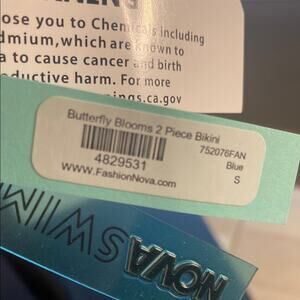 ose you to Chemicals including
dmium, which are known to
a to cause cancer and birth
oductive harm. For more
ings.ca.gov
Butterfly Blooms 2 Piece Bikini
752076FAN
4829531
Blue
www.FashionNova.com
S
NOVA SWIM